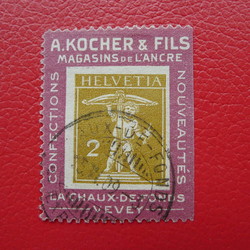 A. KOCHER & FILS
MAGASINS DE L'ANCRE
CONFECTIONS
HELVETIA
2
NOUVEAUTÉS
LA CHAUX-DE-FONDS
VEVEY